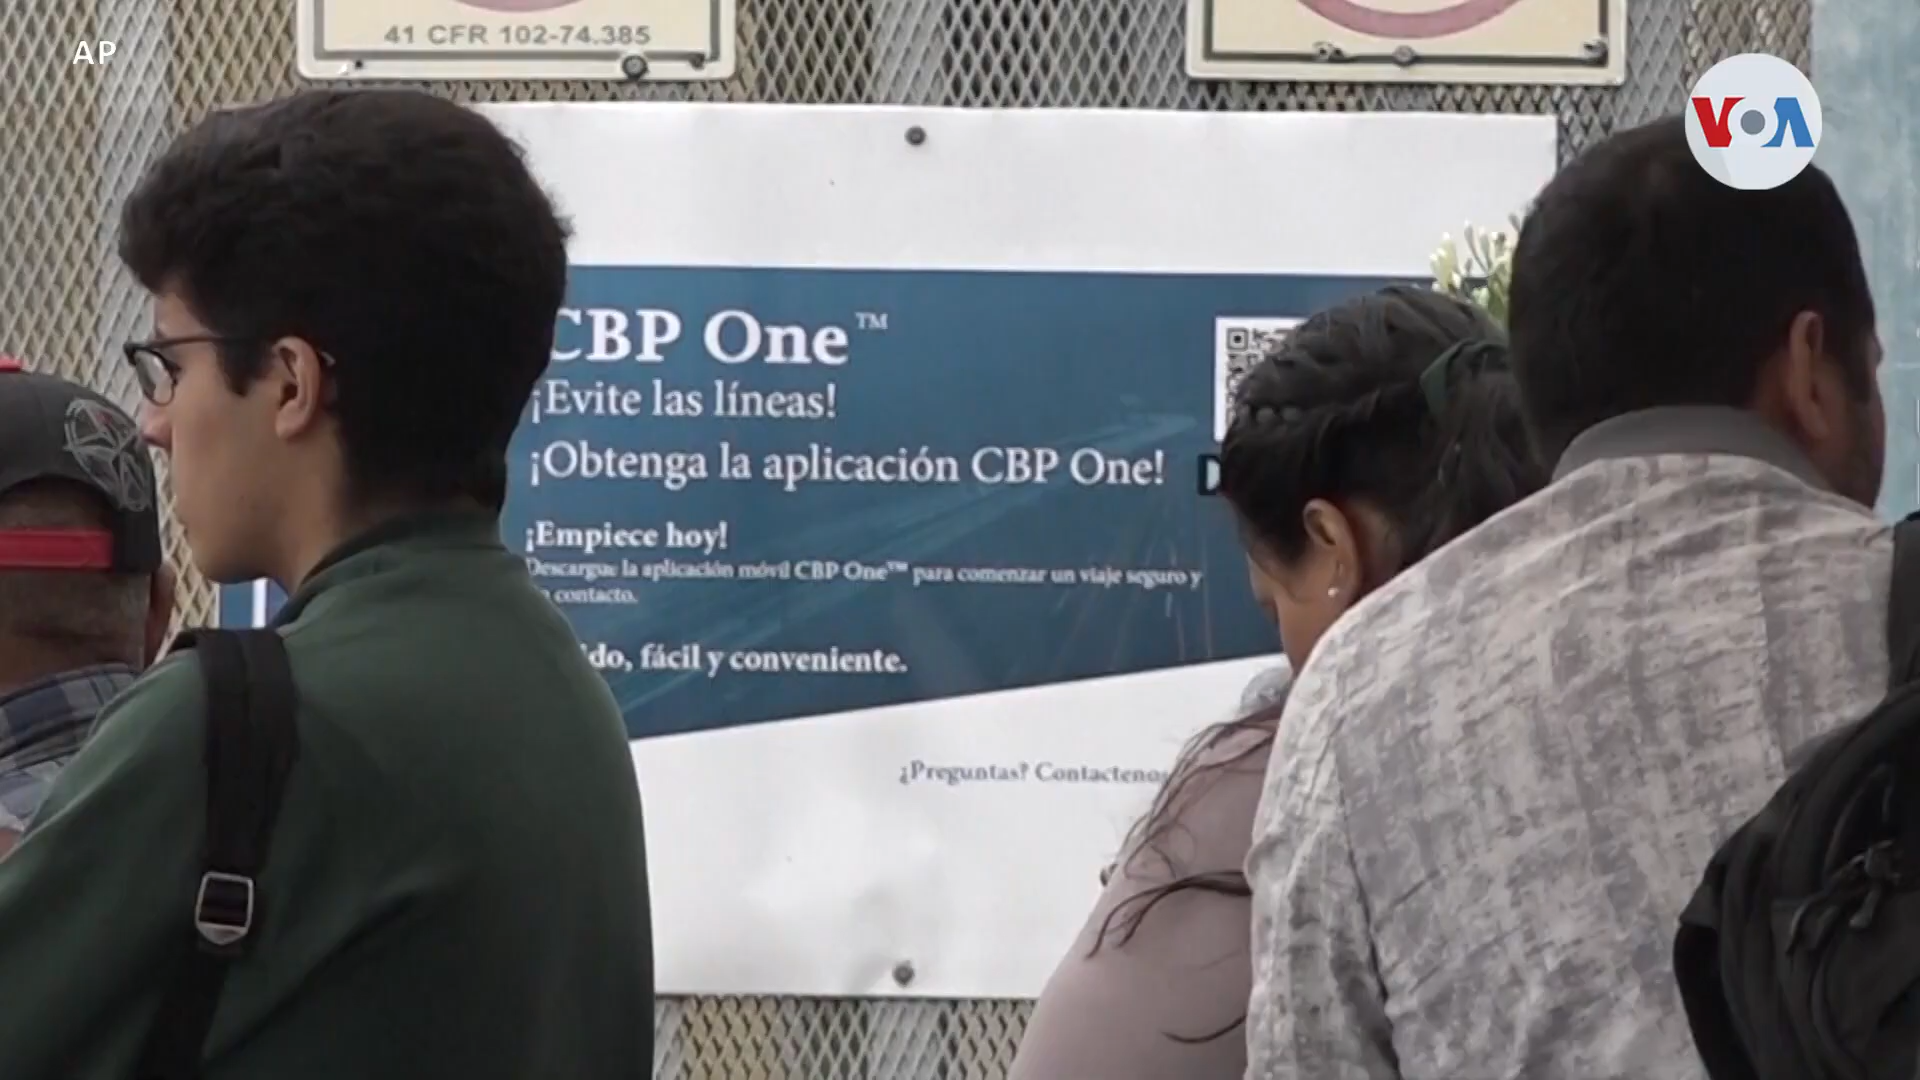 41 CFR 102-74.385
AP
VOA
CBP One™
¡Evite las líneas!
¡Obtenga la aplicación CBP One!
¡Empiece hoy!
Descargue la aplicación móvil CBP One™ para comenzar un viaje seguro y
contacto.
fácil y conveniente.
¿Preguntas?